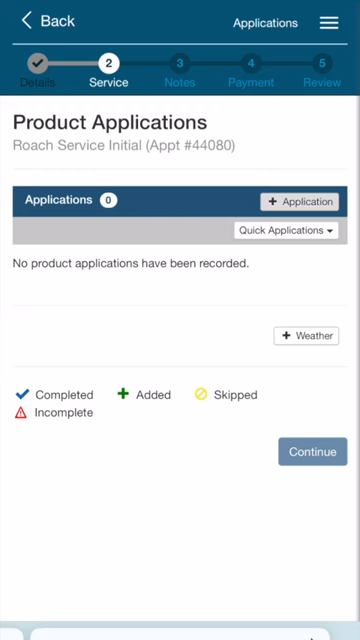 Back
Applications
2
3
4
5
Details
Service
Notes
Payment
Review
Product Applications
Roach Service Initial (Appt #44080)
Applications 0
+ Application
Quick Applications
No product applications have been recorded.
+ Weather
Completed
Added
Skipped
Incomplete
Continue